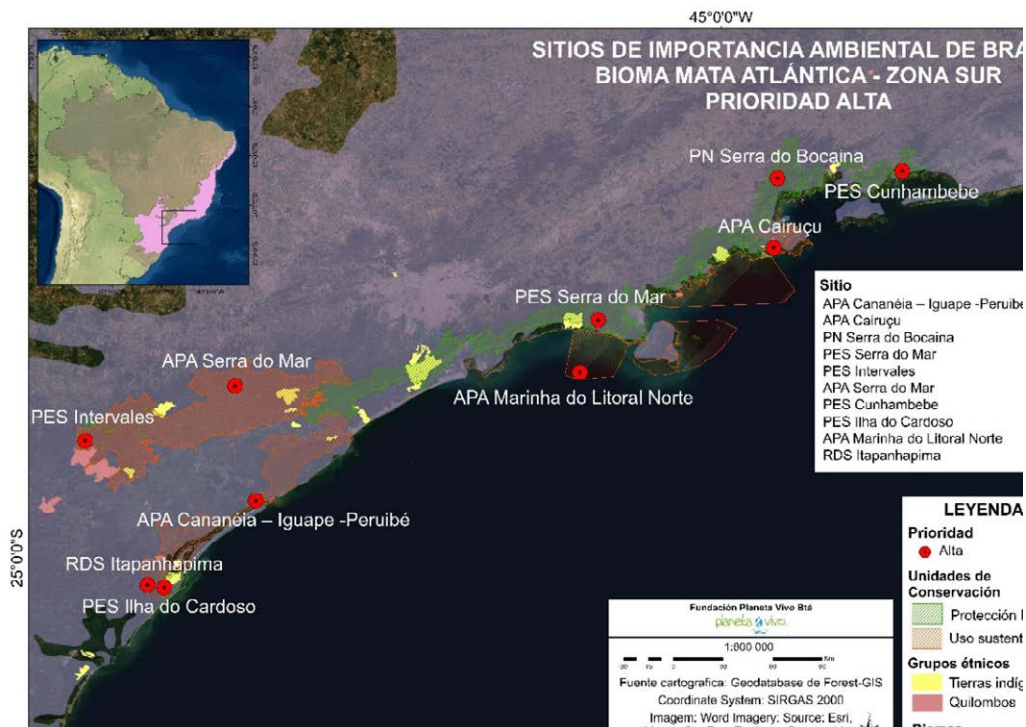 45°0'0"W
SITIOS DE IMPORTANCIA AMBIENTAL DE BRA
BIOMA MATA ATLÁNTICA - ZONA SUR
PRIORIDAD ALTA
PN Serra do Bocaina
PES Cunhambebe
APA Cairuçu
PES Serra do Mar
APA Serra do Mar
APA Marinha do Litoral Norte
PES Intervales
APA Cananéia – Iguape -Peruibé
RDS Itapanhapima
PES Ilha do Cardoso
25°0'0"S
Sitio
APA Cananéia – Iguape -Peruibe
APA Cairuçu
PN Serra do Bocaina
PES Serra do Mar
PES Intervales
APA Serra do Mar
PES Cunhambebe
PES Ilha do Cardoso
APA Marinha do Litoral Norte
RDS Itapanhapima
LEYENDA
Prioridad
Alta
Unidades de
Conservación
Protección I
Uso sustent
Grupos étnicos
Tierras indíg
Quilombos
Biomas
Fundación Planeta Vivo Btá
planeta vivo
1:000 000
Km
Fuente cartografica: Geodatabase de Forest-GIS
Coordinate System: SIRGAS 2000
Imagem: Word Imagery: Source: Esri,